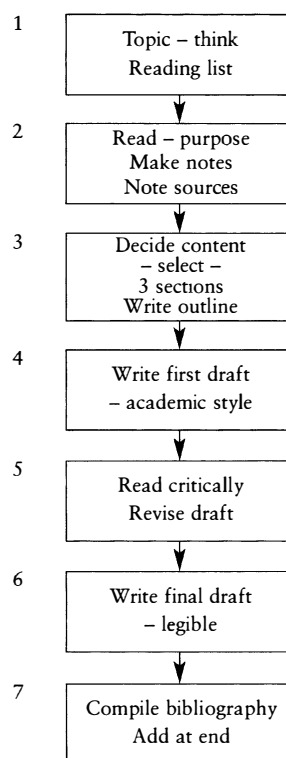 1
Topic – think
Reading list
2
Read – purpose
Make notes
Note sources
3
Decide content
– select –
3 sections
Write outline
4
Write first draft
– academic style
5
Read critically
Revise draft
6
Write final draft
– legible
7
Compile bibliography
Add at end